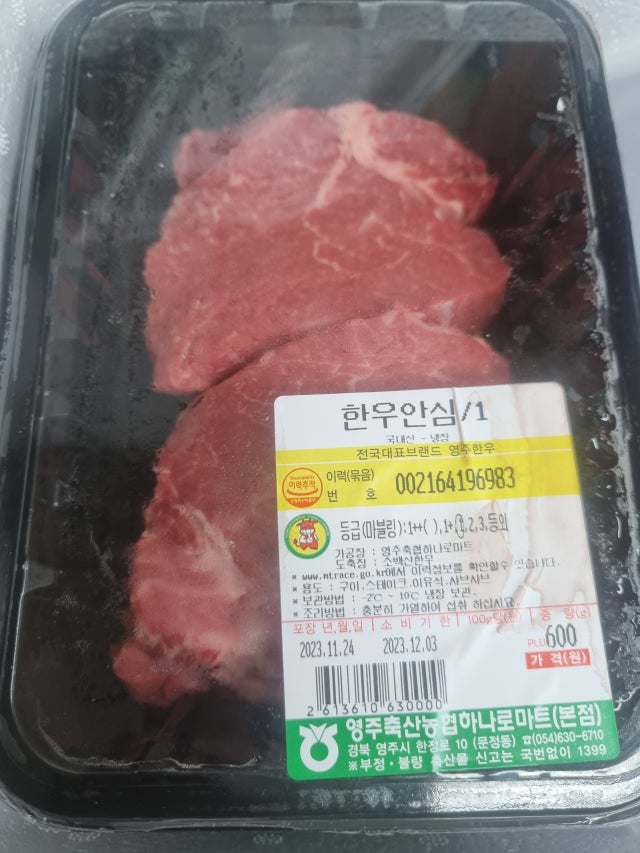 한우안심/1
국내산 - 냉장
전국대표브랜드 영주한우
이력추적
이력(묶음)
번 호 002164196983
등급(마블링):1++( ),1+,1,2,3,등외
가공장 : 영주축협하나로마트
도축장 : 소백산한우
* www.mtrace.go.kr에서 이력정보를 확인할수 있습니다.
* 용도 : 구이,스테이크,이유식,샤브샤브
* 보관방법 : -2℃ ~ 10℃ 냉장 보관.
* 조리방법 : 충분히 가열하여 섭취 하십시요.
포장 년,월,일 소 비 기 한 100g당(원) 중 량(g)
2023.11.24 2023.12.03 PLU 600
가 격(원)
2 613610 630000
영주축산농협하나로마트(본점)
경북 영주시 한정로 10 (문정동) ☎(054)630-6710
※부정·불량 축산물 신고는 국번없이 1399